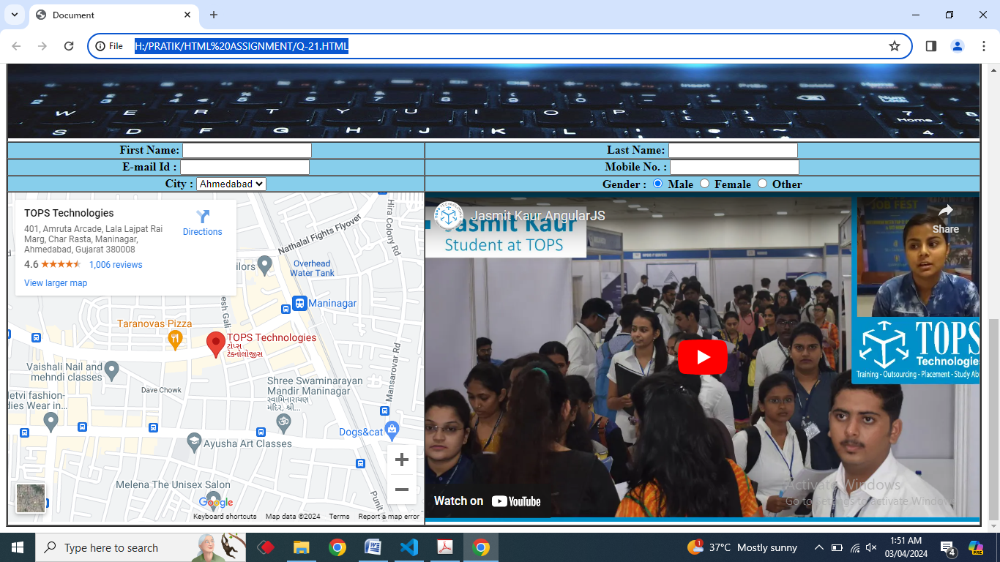 Document
File H:/PRATIK/HTML%20ASSIGNMENT/Q-21.HTML
W E R T Y U I O P
S D F G H J K L
First Name:
Last Name:
E-mail Id :
Mobile No. :
City : Ahmedabad
Gender : Male Female Other
TOPS Technologies
401, Amruta Arcade, Lala Lajpat Rai
Marg, Char Rasta, Maninagar,
Ahmedabad, Gujarat 380008
4.6 1,006 reviews
View larger map
Directions
Nathalal Fights Flyover
Hira Colony Rd
ilors
Overhead
Water Tank
esh Gali
Maninagar
Taranovas Pizza
TOPS Technologies
ટોપ્સ
ટેક્નોલોજીસ
Vaishali Nail and
mehndi classes
Dave Chowk
Mansarovar Rd
Shree Swaminarayan
Mandir Maninagar
સ્વામિનારાયણ
મંદિર, શ્રી...
etvi fashion-
dies Wear in...
Dogs&cat
Ayusha Art Classes
Melena The Unisex Salon
Punit
Google
Keyboard shortcuts Map data ©2024 Terms Report a map error
Jasmit Kaur AngularJS
Jasmit Kaur
Student at TOPS
Share
JOB FEST
TOPS
Technologie
Training - Outsourcing - Placement - Study Ab
Watch on YouTube
Activate Windows
Go to Settings to activate Windows.
Type here to search
37°C Mostly sunny
1:51 AM
03/04/2024
4